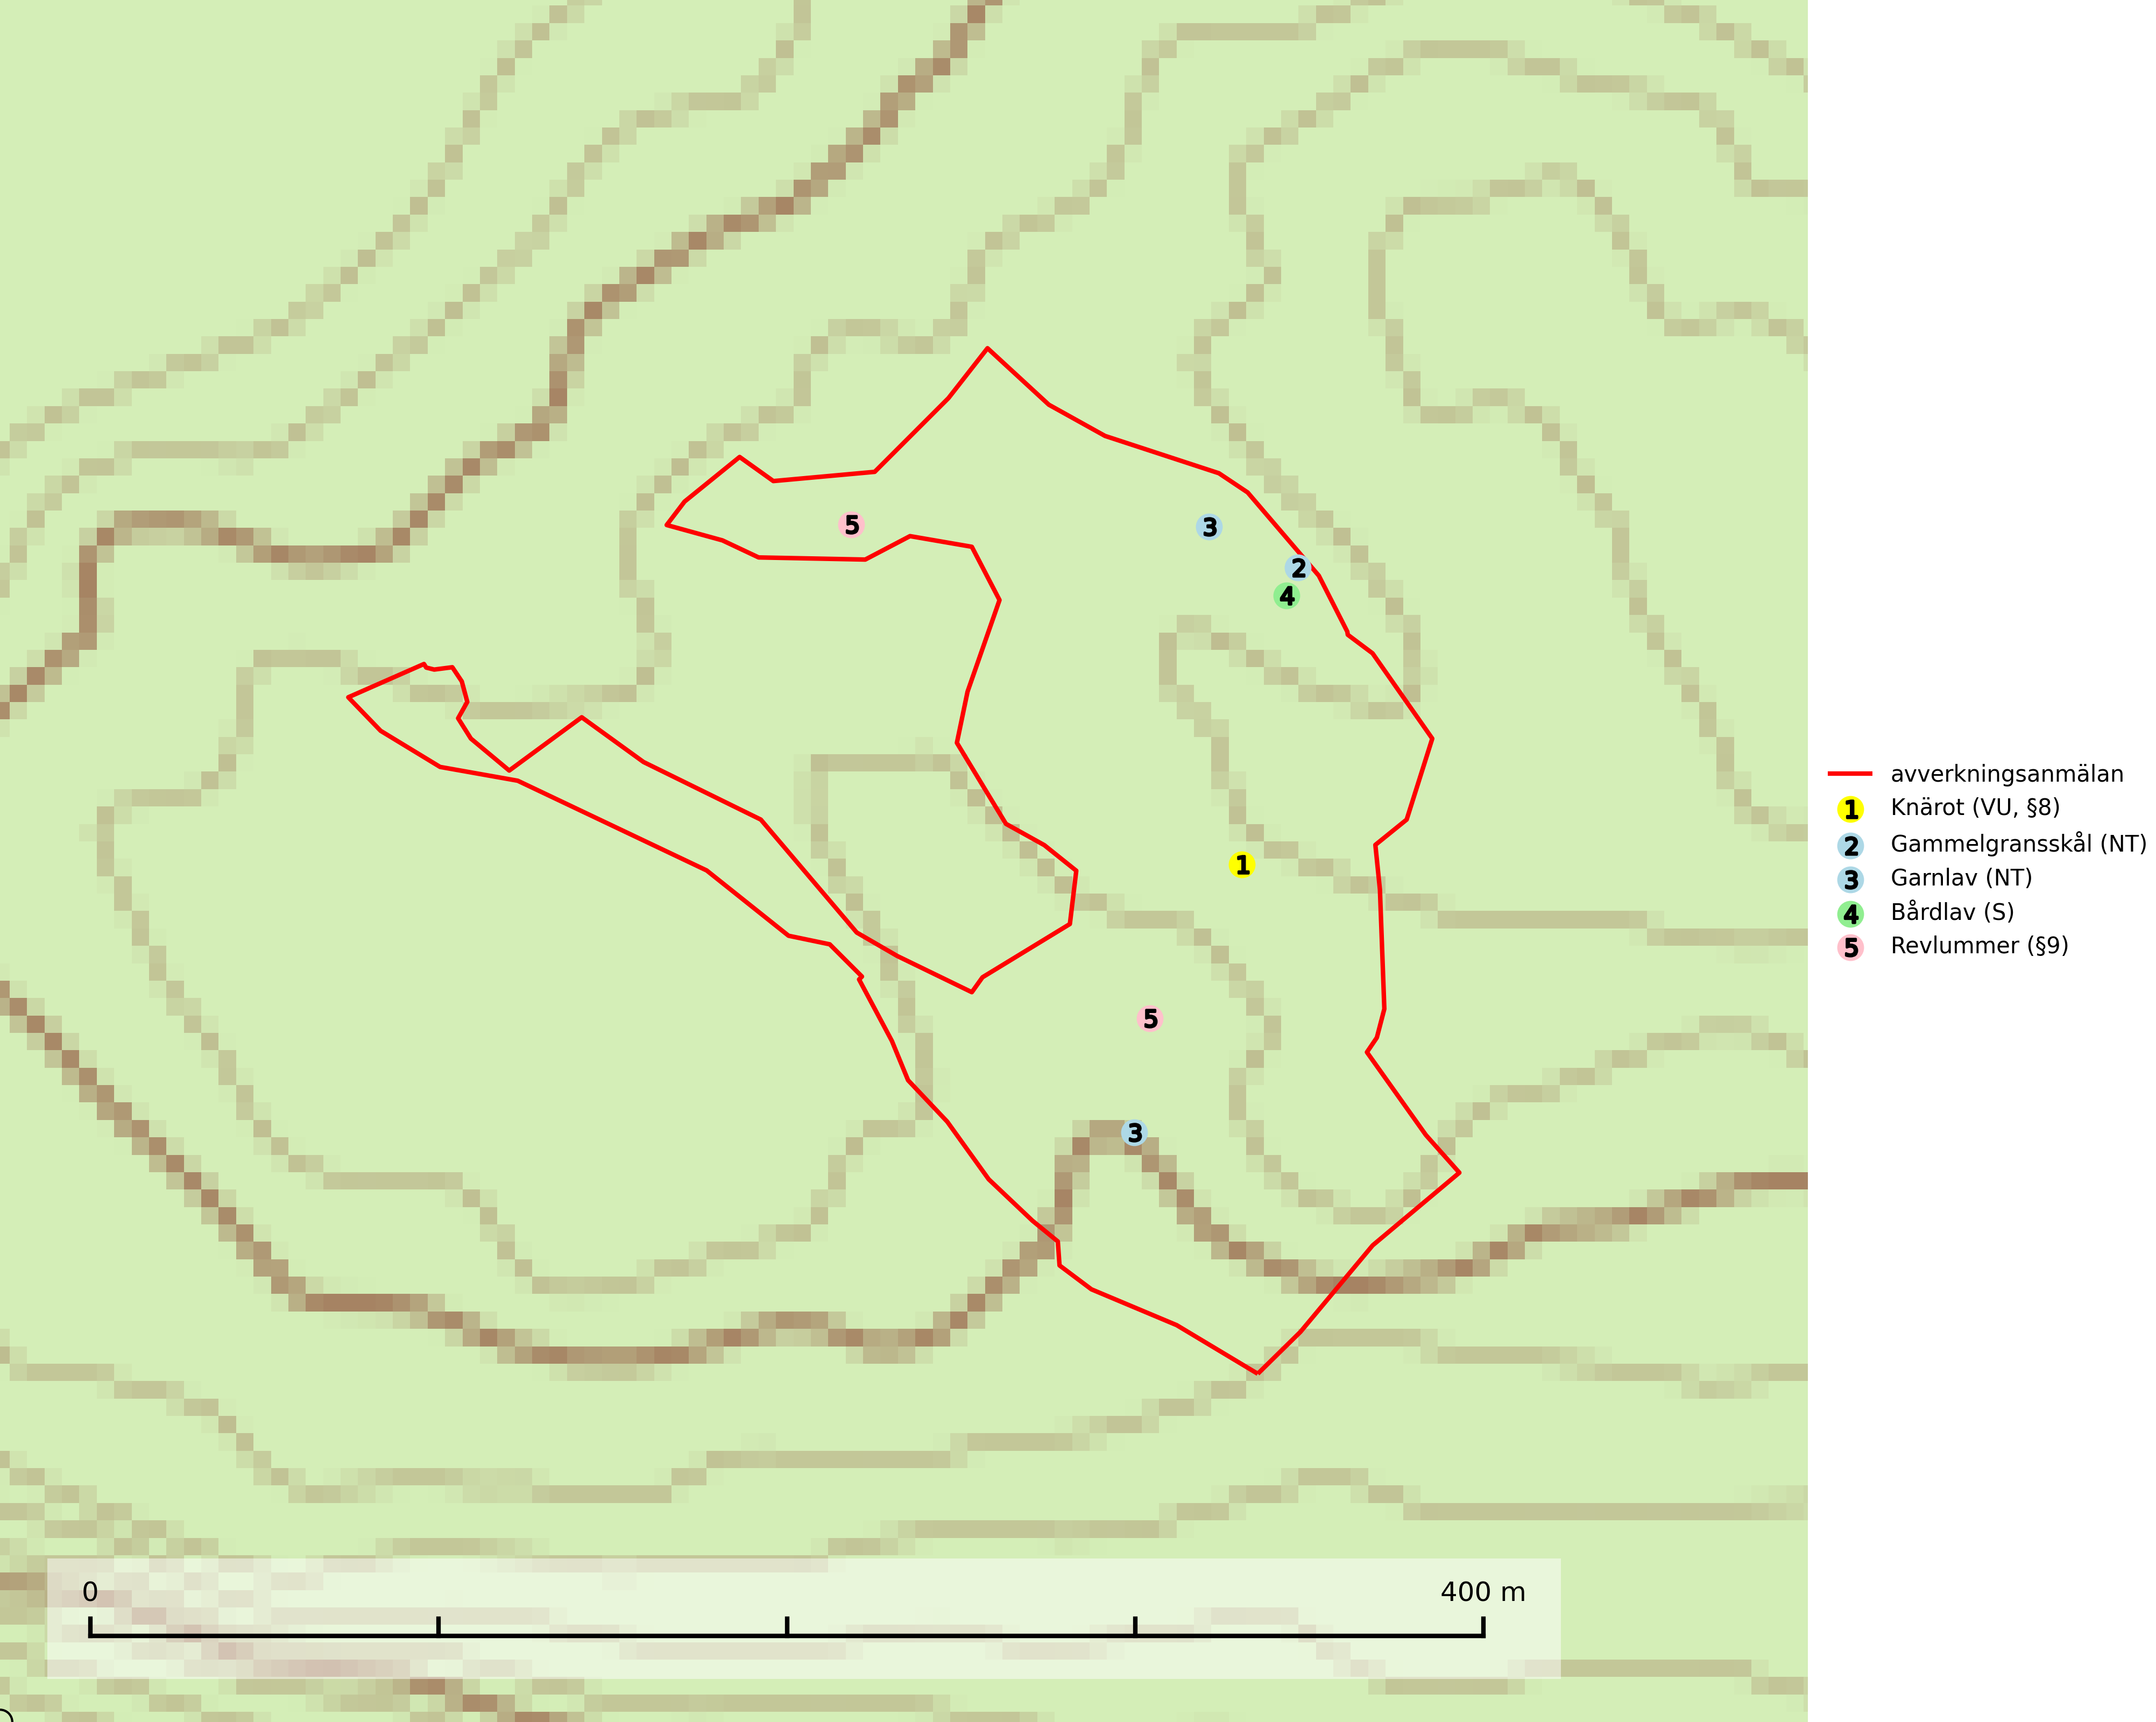 5
3
2
4
1
5
3
avverkningsanmälan
1 Knärot (VU, §8)
2 Gammelgransskål (NT)
3 Garnlav (NT)
4 Bårdlav (S)
5 Revlummer (§9)
0 400 m